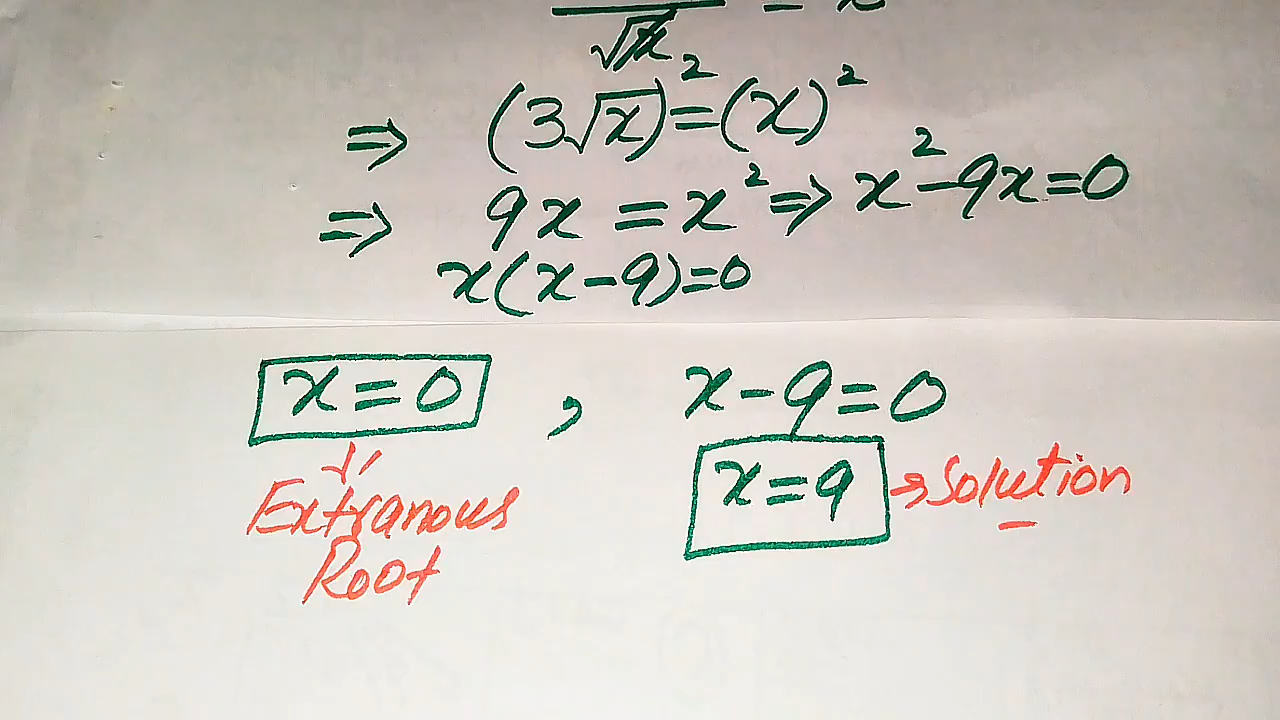 √x = x
⇒ (3√x)² = (x)²
⇒ 9x = x² ⇒ x² - 9x = 0
x(x - 9) = 0
x = 0 , x - 9 = 0
x = 9 → Solution
Extranous
Root